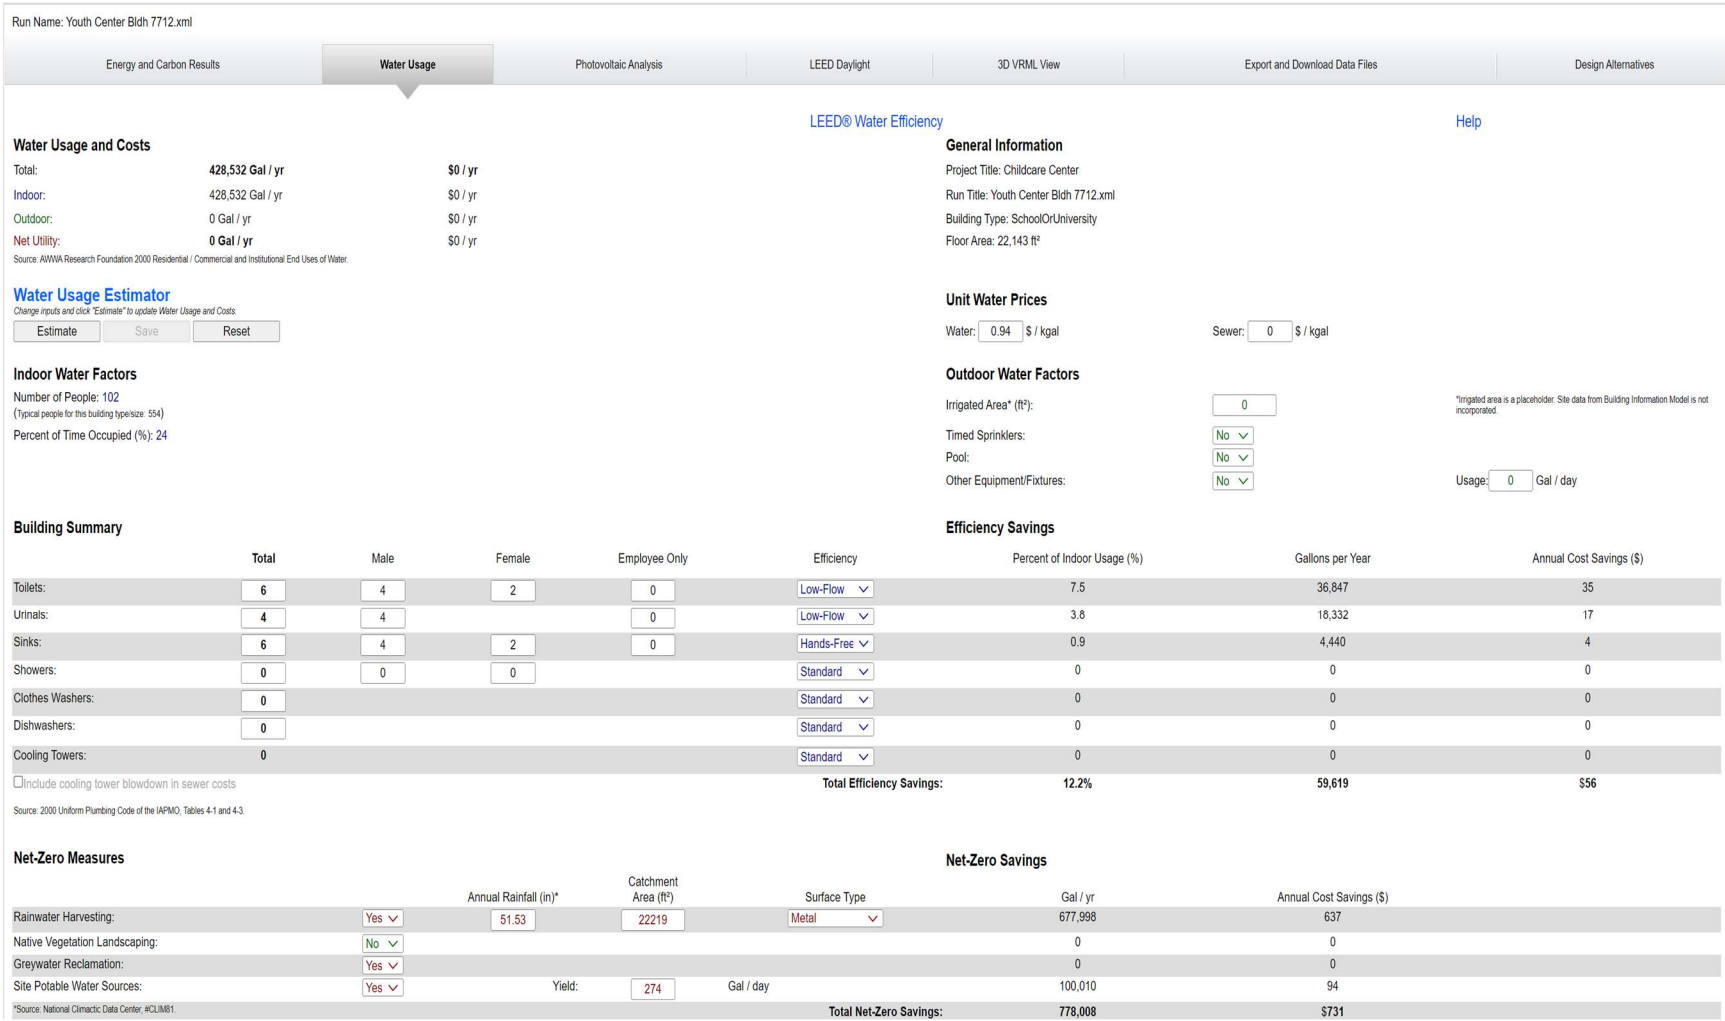 Run Name: Youth Center Bldh 7712.xml
Energy and Carbon Results Water Usage Photovoltaic Analysis LEED Daylight 3D VRML View Export and Download Data Files Design Alternatives
LEED® Water Efficiency Help
Water Usage and Costs General Information
Total: 428,532 Gal / yr $0 / yr Project Title: Childcare Center
Indoor: 428,532 Gal / yr $0 / yr Run Title: Youth Center Bldh 7712.xml
Outdoor: 0 Gal / yr $0 / yr Building Type: SchoolOrUniversity
Net Utility: 0 Gal / yr $0 / yr Floor Area: 22,143 ft²
Source: AWWA Research Foundation 2000 Residential / Commercial and Institutional End Uses of Water.
Water Usage Estimator Unit Water Prices
Change inputs and click "Estimate" to update Water Usage and Costs.
Estimate Save Reset Water: 0.94 $ / kgal Sewer: 0 $ / kgal
Indoor Water Factors Outdoor Water Factors
Number of People: 102
(Typical people for this building type/size: 554)
Irrigated Area* (ft²): 0 *Irrigated area is a placeholder. Site data from Building Information Model is not
incorporated.
Percent of Time Occupied (%): 24 Timed Sprinklers: No
Pool: No
Other Equipment/Fixtures: No Usage: 0 Gal / day
Building Summary Efficiency Savings
Total Male Female Employee Only Efficiency Percent of Indoor Usage (%) Gallons per Year Annual Cost Savings ($)
Toilets: 6 4 2 0 Low-Flow 7.5 36,847 35
Urinals: 4 4 0 Low-Flow 3.8 18,332 17
Sinks: 6 4 2 0 Hands-Free 0.9 4,440 4
Showers: 0 0 0 Standard 0 0 0
Clothes Washers: 0 Standard 0 0 0
Dishwashers: 0 Standard 0 0 0
Cooling Towers: 0 Standard 0 0 0
Include cooling tower blowdown in sewer costs Total Efficiency Savings: 12.2% 59,619 $56
Source: 2000 Uniform Plumbing Code of the IAPMO, Tables 4-1 and 4-3.
Net-Zero Measures Net-Zero Savings
Annual Rainfall (in)* Catchment
Area (ft²) Surface Type Gal / yr Annual Cost Savings ($)
Rainwater Harvesting: Yes 51.53 22219 Metal 677,998 637
Native Vegetation Landscaping: No 0 0
Greywater Reclamation: Yes 0 0
Site Potable Water Sources: Yes Yield: 274 Gal / day 100,010 94
*Source: National Climactic Data Center, #CLIM81. Total Net-Zero Savings: 778,008 $731